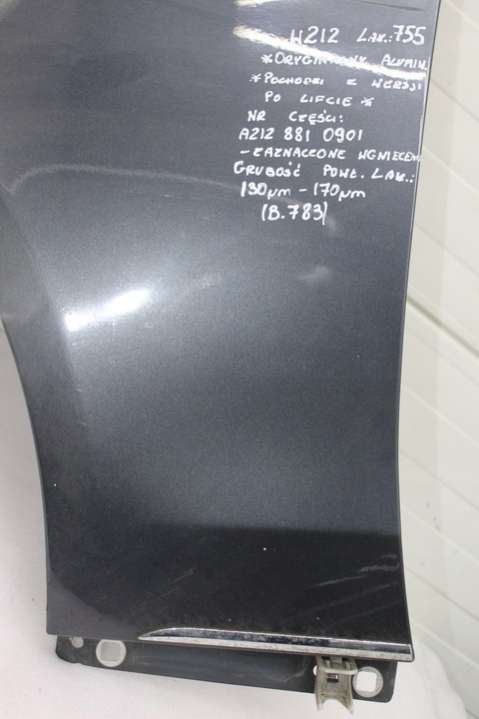 W212 LAK.: 755
*ORYGINALNY ALUMIN.
*POCHODZI Z WERSJI
PO LIFCIE *
NR CZĘŚCI:
A212 881 0901
- ZAZNACZONE WGNIECEN
GRUBOŚĆ POWŁ. LAK.:
130µm - 170µm
(B.783)